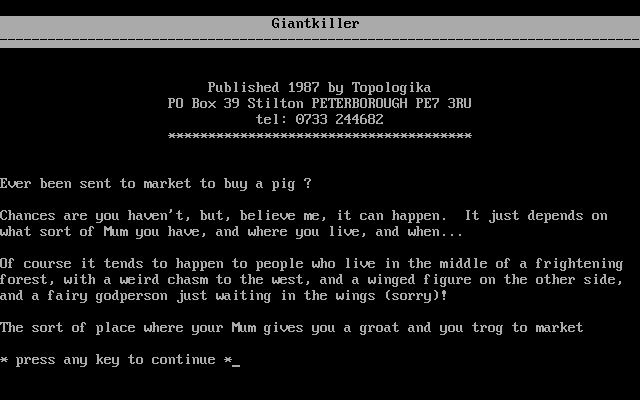 Giantkiller
--------------------------------------------------------------------------------
Published 1987 by Topologika
PO Box 39 Stilton PETERBOROUGH PE7 3RU
tel: 0733 244682
**************************************
Ever been sent to market to buy a pig ?
Chances are you haven't, but, believe me, it can happen.  It just depends on
what sort of Mum you have, and where you live, and when...
Of course it tends to happen to people who live in the middle of a frightening
forest, with a weird chasm to the west, and a winged figure on the other side,
and a fairy godperson just waiting in the wings (sorry)!
The sort of place where your Mum gives you a groat and you trog to market
* press any key to continue *_